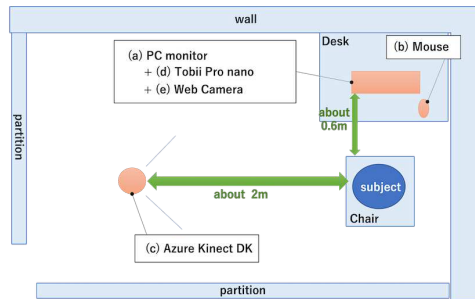 wall
Desk
(b) Mouse
(a) PC monitor
+ (d) Tobii Pro nano
+ (e) Web Camera
about
0.6m
partition
subject
about 2m
Chair
(c) Azure Kinect DK
partition